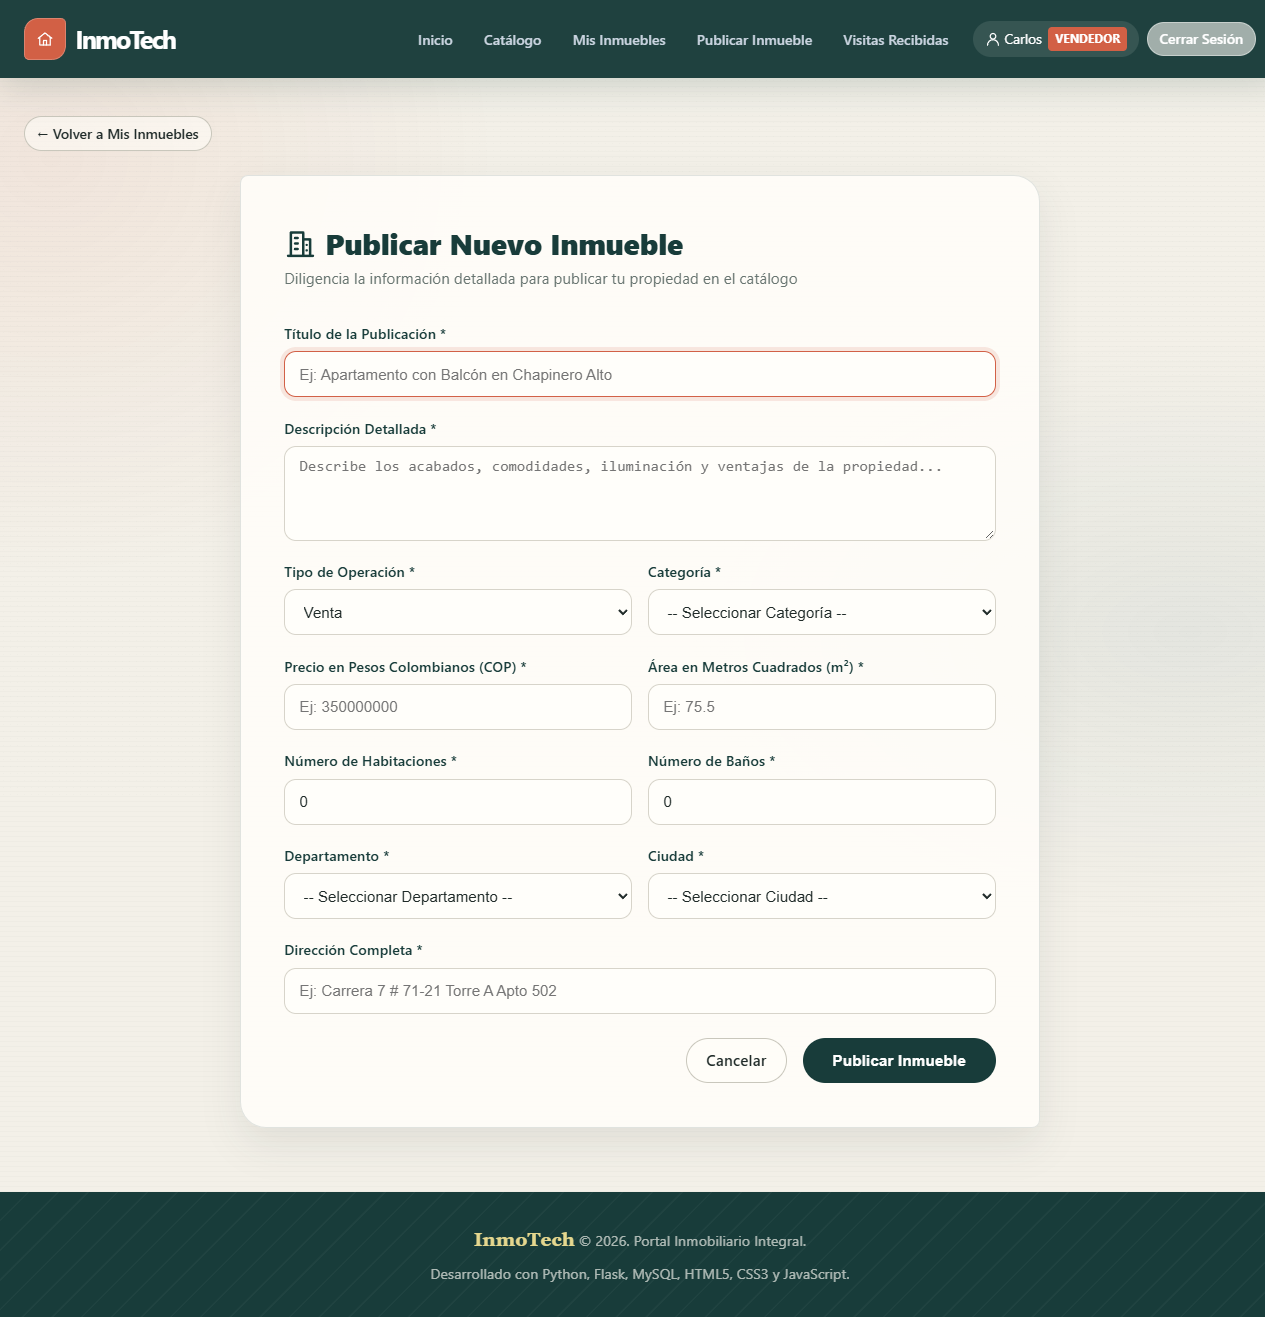 InmoTech
Inicio Catálogo Mis Inmuebles Publicar Inmueble Visitas Recibidas Carlos VENDEDOR Cerrar Sesión
← Volver a Mis Inmuebles
Publicar Nuevo Inmueble
Diligencia la información detallada para publicar tu propiedad en el catálogo
Título de la Publicación *
Ej: Apartamento con Balcón en Chapinero Alto
Descripción Detallada *
Describe los acabados, comodidades, iluminación y ventajas de la propiedad...
Tipo de Operación * Categoría *
Venta -- Seleccionar Categoría --
Precio en Pesos Colombianos (COP) * Área en Metros Cuadrados (m²) *
Ej: 350000000 Ej: 75.5
Número de Habitaciones * Número de Baños *
0 0
Departamento * Ciudad *
-- Seleccionar Departamento -- -- Seleccionar Ciudad --
Dirección Completa *
Ej: Carrera 7 # 71-21 Torre A Apto 502
Cancelar Publicar Inmueble
InmoTech © 2026. Portal Inmobiliario Integral.
Desarrollado con Python, Flask, MySQL, HTML5, CSS3 y JavaScript.